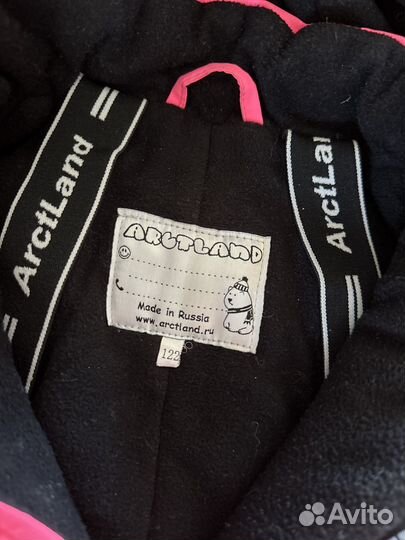 ArctLand
ArctLand
ARCTLAND
Made in Russia
www.arctland.ru
122
Avito